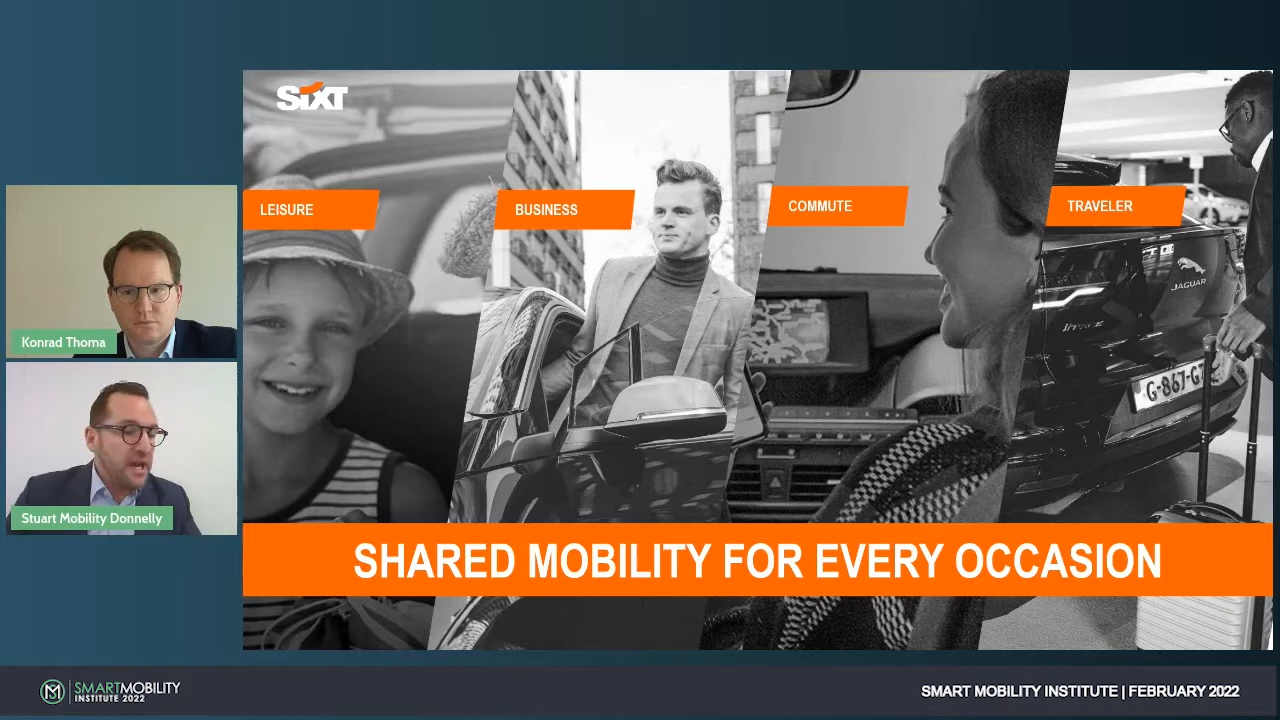 SIXT
LEISURE
BUSINESS
COMMUTE
TRAVELER
JAGUAR
I-PACE
Konrad Thoma
Stuart Mobility Donnelly
SHARED MOBILITY FOR EVERY OCCASION
SMARTMOBILITY
INSTITUTE 2022
SMART MOBILITY INSTITUTE | FEBRUARY 2022